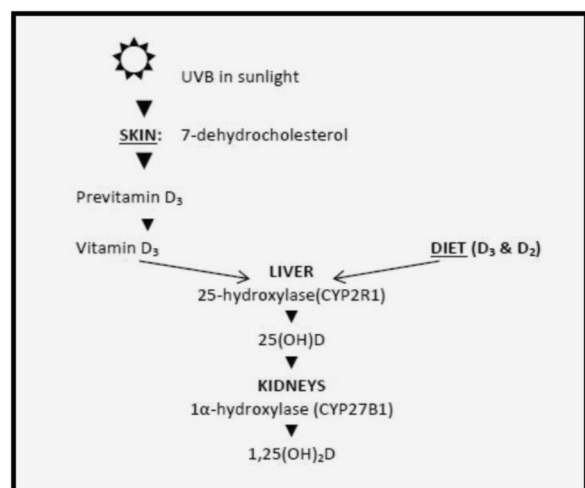 UVB in sunlight
SKIN: 7-dehydrocholesterol
Previtamin D₃
Vitamin D₃
DIET (D₃ & D₂)
LIVER
25-hydroxylase(CYP2R1)
25(OH)D
KIDNEYS
1α-hydroxylase (CYP27B1)
1,25(OH)₂D